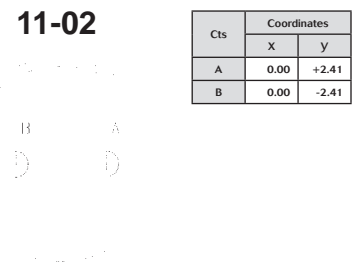 11-02
Cts Coordinates
x y
A 0.00 +2.41
B 0.00 -2.41
B A